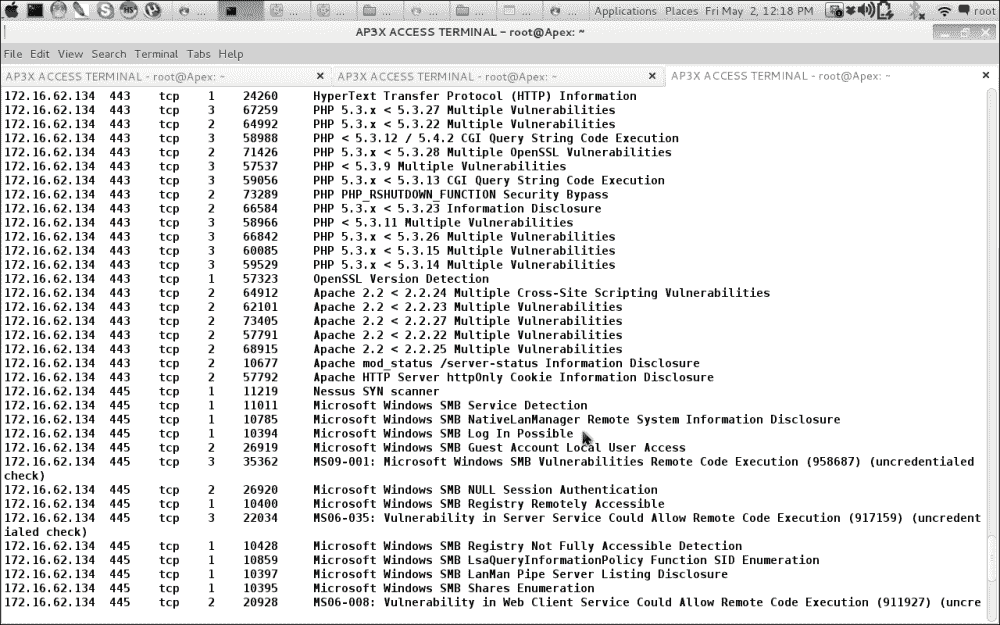 Applications Places Fri May 2, 12:18 PM root
AP3X ACCESS TERMINAL - root@Apex: ~
File Edit View Search Terminal Tabs Help
AP3X ACCESS TERMINAL - root@Apex: ~ × AP3X ACCESS TERMINAL - root@Apex: ~ × AP3X ACCESS TERMINAL - root@Apex: ~ ×
172.16.62.134 443 tcp 1 24260 HyperText Transfer Protocol (HTTP) Information
172.16.62.134 443 tcp 3 67259 PHP 5.3.x < 5.3.27 Multiple Vulnerabilities
172.16.62.134 443 tcp 2 64992 PHP 5.3.x < 5.3.22 Multiple Vulnerabilities
172.16.62.134 443 tcp 3 58988 PHP < 5.3.12 / 5.4.2 CGI Query String Code Execution
172.16.62.134 443 tcp 2 71426 PHP 5.3.x < 5.3.28 Multiple OpenSSL Vulnerabilities
172.16.62.134 443 tcp 3 57537 PHP < 5.3.9 Multiple Vulnerabilities
172.16.62.134 443 tcp 3 59056 PHP 5.3.x < 5.3.13 CGI Query String Code Execution
172.16.62.134 443 tcp 2 73289 PHP PHP_RSHUTDOWN_FUNCTION Security Bypass
172.16.62.134 443 tcp 2 66584 PHP 5.3.x < 5.3.23 Information Disclosure
172.16.62.134 443 tcp 3 58966 PHP < 5.3.11 Multiple Vulnerabilities
172.16.62.134 443 tcp 3 66842 PHP 5.3.x < 5.3.26 Multiple Vulnerabilities
172.16.62.134 443 tcp 3 60085 PHP 5.3.x < 5.3.15 Multiple Vulnerabilities
172.16.62.134 443 tcp 3 59529 PHP 5.3.x < 5.3.14 Multiple Vulnerabilities
172.16.62.134 443 tcp 1 57323 OpenSSL Version Detection
172.16.62.134 443 tcp 2 64912 Apache 2.2 < 2.2.24 Multiple Cross-Site Scripting Vulnerabilities
172.16.62.134 443 tcp 2 62101 Apache 2.2 < 2.2.23 Multiple Vulnerabilities
172.16.62.134 443 tcp 2 73405 Apache 2.2 < 2.2.27 Multiple Vulnerabilities
172.16.62.134 443 tcp 2 57791 Apache 2.2 < 2.2.22 Multiple Vulnerabilities
172.16.62.134 443 tcp 2 68915 Apache 2.2 < 2.2.25 Multiple Vulnerabilities
172.16.62.134 443 tcp 2 10677 Apache mod_status /server-status Information Disclosure
172.16.62.134 443 tcp 2 57792 Apache HTTP Server httpOnly Cookie Information Disclosure
172.16.62.134 445 tcp 1 11219 Nessus SYN scanner
172.16.62.134 445 tcp 1 11011 Microsoft Windows SMB Service Detection
172.16.62.134 445 tcp 1 10785 Microsoft Windows SMB NativeLanManager Remote System Information Disclosure
172.16.62.134 445 tcp 1 10394 Microsoft Windows SMB Log In Possible
172.16.62.134 445 tcp 2 26919 Microsoft Windows SMB Guest Account Local User Access
172.16.62.134 445 tcp 3 35362 MS09-001: Microsoft Windows SMB Vulnerabilities Remote Code Execution (958687) (uncredentialed
check)
172.16.62.134 445 tcp 2 26920 Microsoft Windows SMB NULL Session Authentication
172.16.62.134 445 tcp 1 10400 Microsoft Windows SMB Registry Remotely Accessible
172.16.62.134 445 tcp 3 22034 MS06-035: Vulnerability in Server Service Could Allow Remote Code Execution (917159) (uncredent
ialed check)
172.16.62.134 445 tcp 1 10428 Microsoft Windows SMB Registry Not Fully Accessible Detection
172.16.62.134 445 tcp 1 10859 Microsoft Windows SMB LsaQueryInformationPolicy Function SID Enumeration
172.16.62.134 445 tcp 1 10397 Microsoft Windows SMB LanMan Pipe Server Listing Disclosure
172.16.62.134 445 tcp 1 10395 Microsoft Windows SMB Shares Enumeration
172.16.62.134 445 tcp 2 20928 MS06-008: Vulnerability in Web Client Service Could Allow Remote Code Execution (911927) (uncre